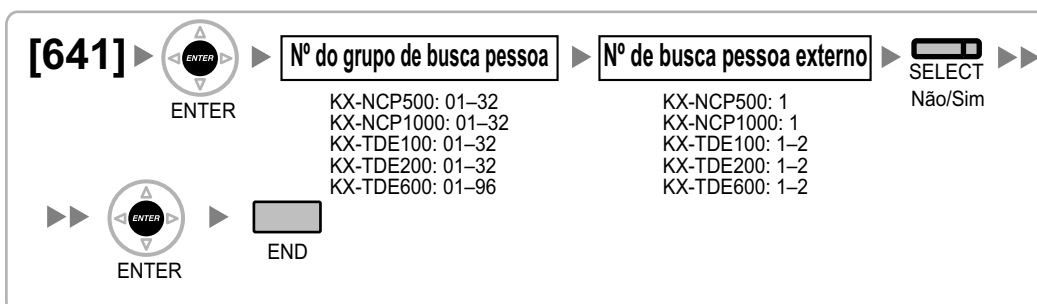 [641] ENTER Nº do grupo de busca pessoa Nº de busca pessoa externo SELECT
ENTER Não/Sim
KX-NCP500: 01–32 KX-NCP500: 1
KX-NCP1000: 01–32 KX-NCP1000: 1
KX-TDE100: 01–32 KX-TDE100: 1–2
KX-TDE200: 01–32 KX-TDE200: 1–2
KX-TDE600: 01–96 KX-TDE600: 1–2
ENTER END
ENTER